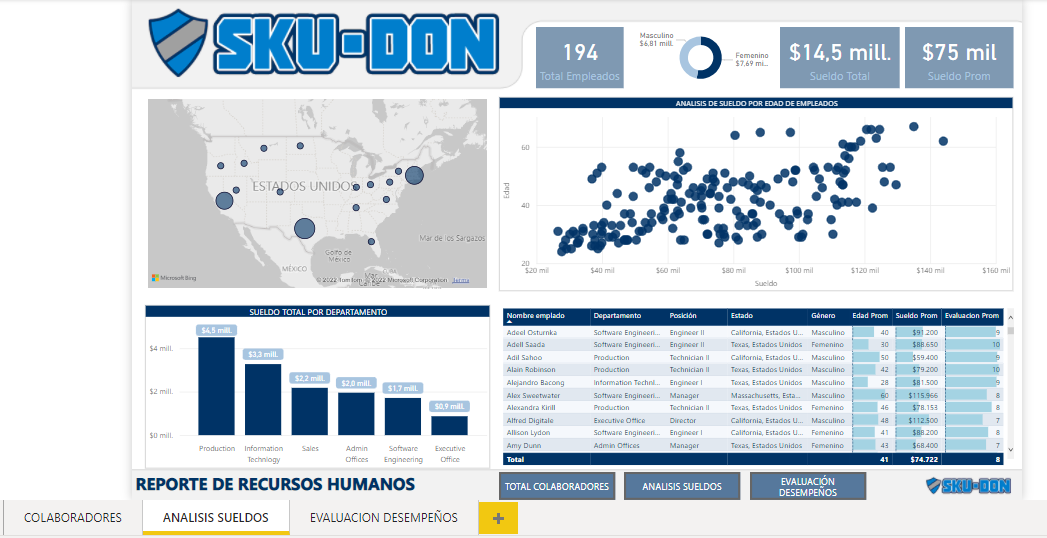 SKU-DON
194
Total Empleados
Masculino
$6,81 mill.
Femenino
$7,69 mi...
$14,5 mill.
Sueldo Total
$75 mil
Sueldo Prom
ESTADOS UNIDOS
Golfo de
México
MÉXICO
Mar de los Sargazos
CUBA
Mar
Caribe
Microsoft Bing
© 2022 TomTom, © 2022 Microsoft Corporation Terms
ANALISIS DE SUELDO POR EDAD DE EMPLEADOS
Edad
60
40
20
$20 mil $40 mil $60 mil $80 mil $100 mil $120 mil $140 mil $160 mil
Sueldo
SUELDO TOTAL POR DEPARTAMENTO
$4 mill.
$2 mill.
$0 mill.
$4,5 mill.
$3,3 mill.
$2,2 mill.
$2,0 mill.
$1,7 mill.
$0,9 mill.
Production Information Sales Admin Software Executive
Technlogy Offices Engineering Office
Nombre emplado Departamento Posición Estado Género Edad Prom Sueldo Prom Evaluacion Prom
Adeel Osturnka Software Engineeri... Engineer II California, Estados U... Masculino 40 $91.200 9
Adell Saada Software Engineeri... Engineer II Texas, Estados Unidos Femenino 30 $88.650 10
Adil Sahoo Production Technician II California, Estados U... Masculino 50 $59.400 9
Alain Robinson Production Technician II Texas, Estados Unidos Masculino 42 $79.200 10
Alejandro Bacong Information Technl... Engineer I Texas, Estados Unidos Masculino 28 $81.500 9
Alex Sweetwater Software Engineeri... Manager Massachusetts, Esta... Masculino 60 $115.966 8
Alexandra Kirill Production Technician II Texas, Estados Unidos Femenino 46 $78.153 8
Alfred Digitale Executive Office Director California, Estados U... Masculino 48 $112.500 7
Allison Lydon Software Engineeri... Engineer I California, Estados U... Femenino 41 $88.200 8
Amy Dunn Admin Offices Manager Texas, Estados Unidos Femenino 43 $68.400 7
Total 41 $74.722 8
REPORTE DE RECURSOS HUMANOS
TOTAL COLABORADORES
ANALISIS SUELDOS
EVALUACIÓN
DESEMPEÑOS
SKU-DON
COLABORADORES ANALISIS SUELDOS EVALUACION DESEMPEÑOS +